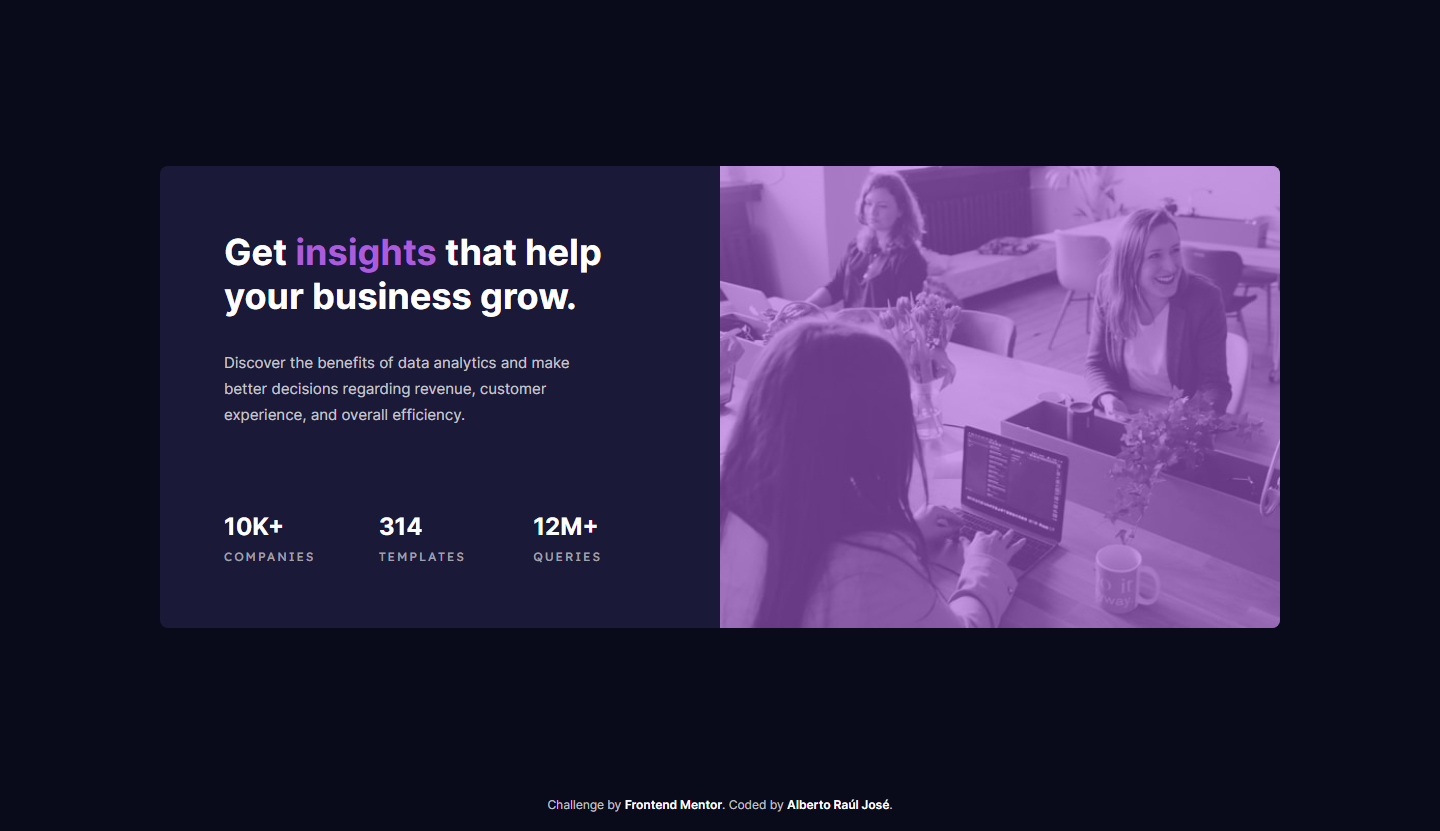 Get insights that help
your business grow.
Discover the benefits of data analytics and make
better decisions regarding revenue, customer
experience, and overall efficiency.
10K+
COMPANIES
314
TEMPLATES
12M+
QUERIES
Challenge by Frontend Mentor. Coded by Alberto Raúl José.